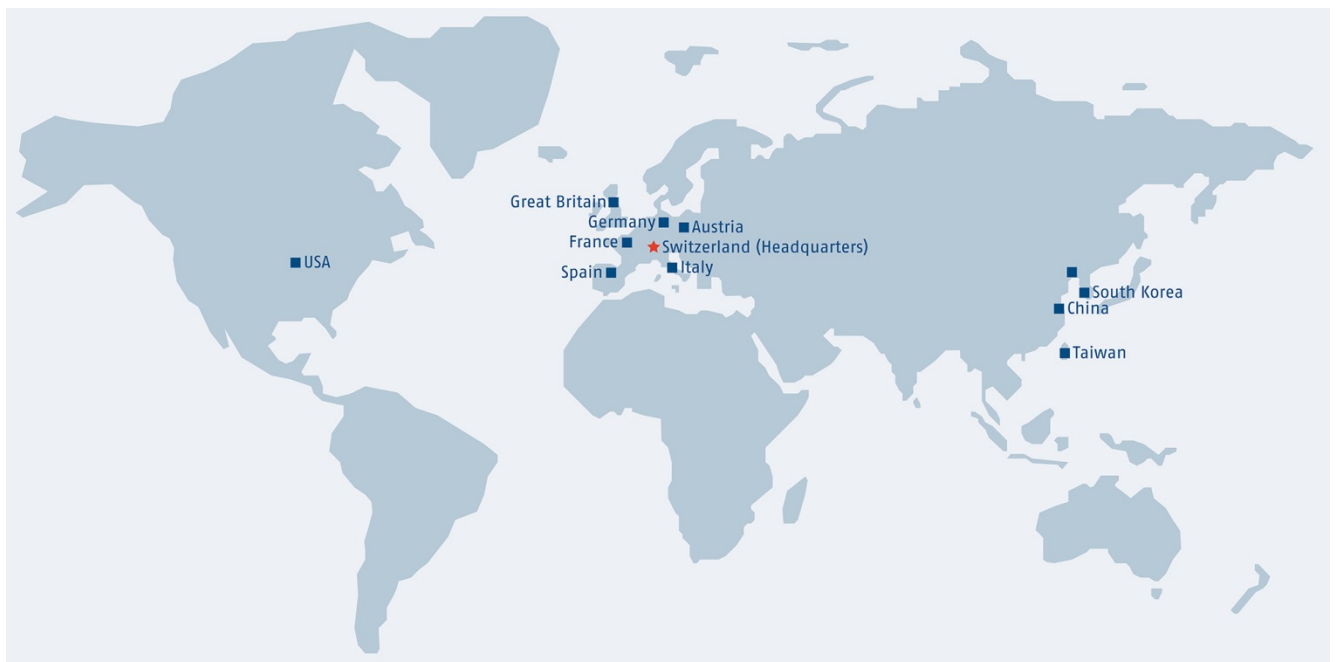 Great Britain
Germany
Austria
France
Switzerland (Headquarters)
USA
Italy
Spain
South Korea
China
Taiwan